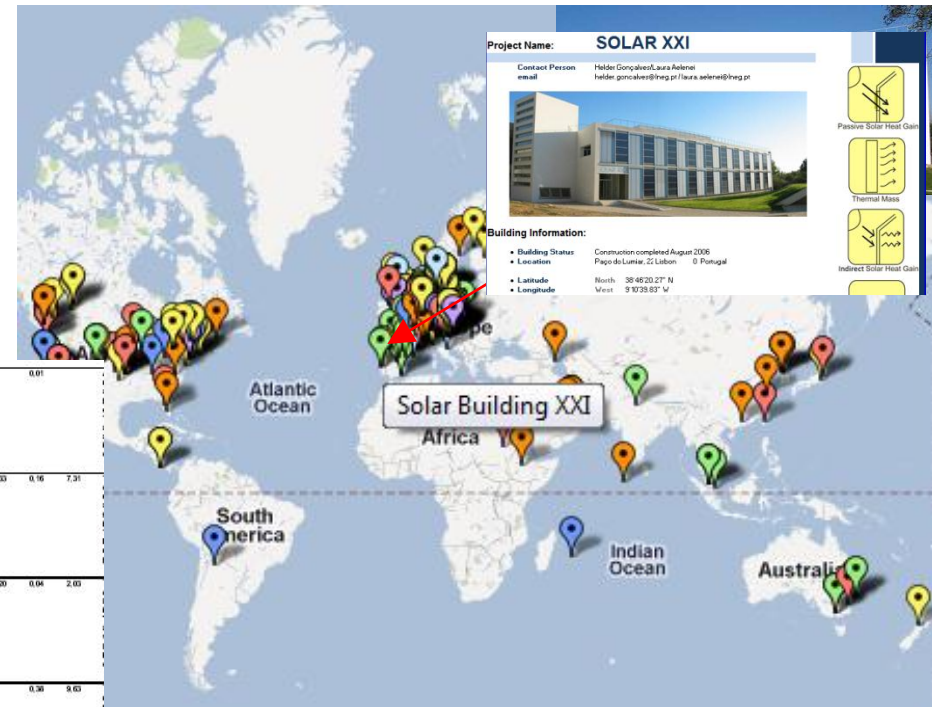 Project Name: SOLAR XXI
Contact Person Helder Gonçalves/Laura Aelenei
email helder.goncalves@lneg.pt / laura.aelenei@lneg.pt
Passive Solar Heat Gain
Thermal Mass
Indirect Solar Heat Gain
Building Information:
• Building Status Construction completed August 2006
• Location Paço do Lumiar, 22 Lisbon 0 Portugal
• Latitude North 38°46'20.27" N
• Longitude West 9°10'39.83" W
Atlantic
Ocean
Solar Building XXI
Africa
South
America
Indian
Ocean
Australia
0,01
0,16 7,31
0,04 2,03
0,36 9,63